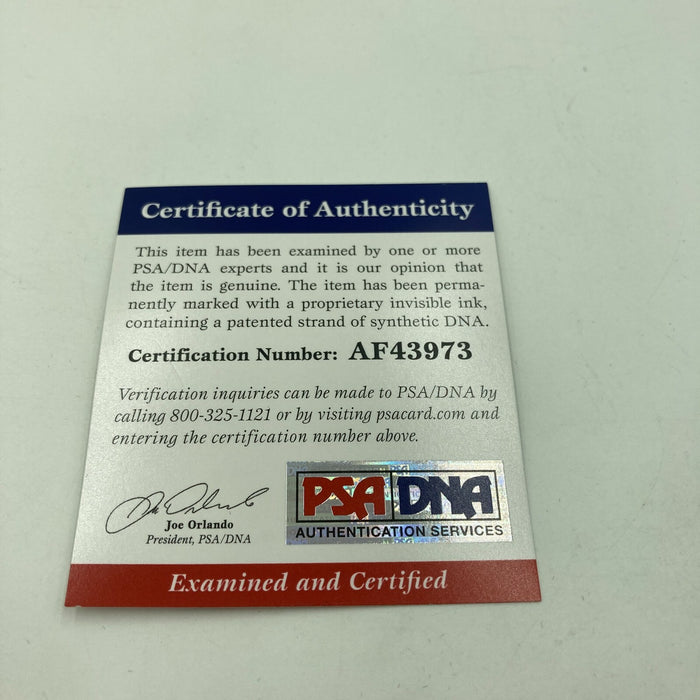 Certificate of Authenticity
This item has been examined by one or more
PSA/DNA experts and it is our opinion that
the item is genuine. The item has been perma-
nently marked with a proprietary invisible ink,
containing a patented strand of synthetic DNA.
Certification Number: AF43973
Verification inquiries can be made to PSA/DNA by
calling 800-325-1121 or by visiting psacard.com and
entering the certification number above.
Joe Orlando
President, PSA/DNA
PSA DNA
AUTHENTICATION SERVICES
Examined and Certified